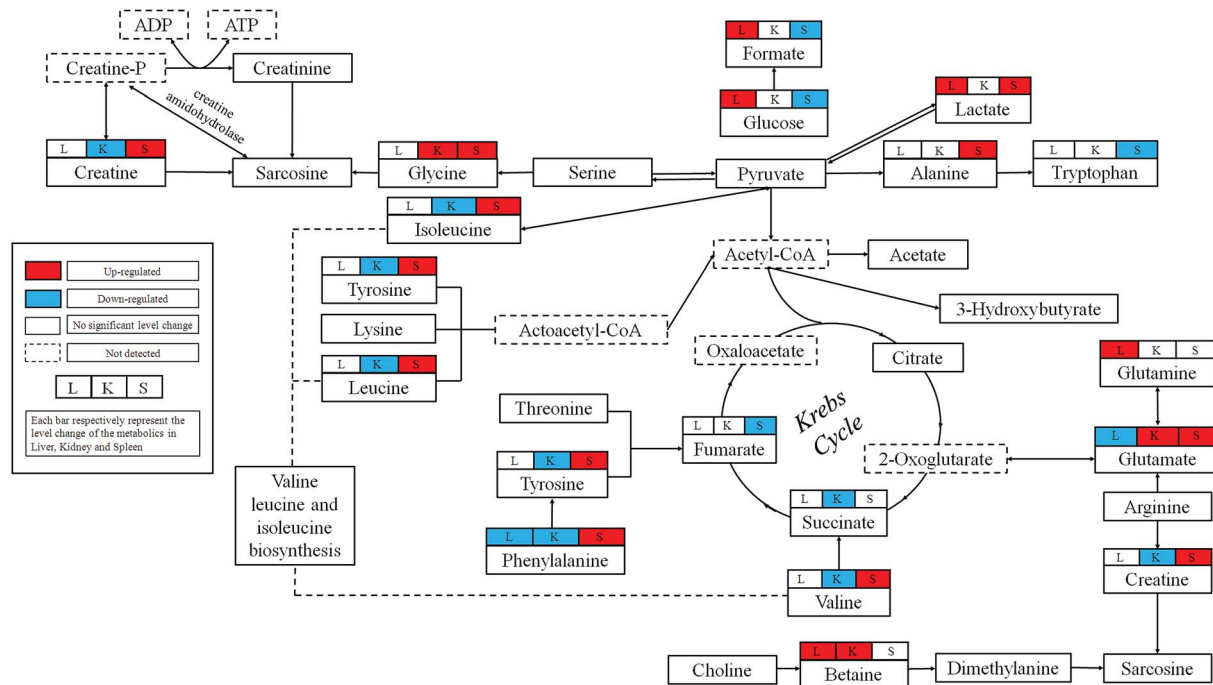 ADP
ATP
Creatine-P
Creatinine
creatine
amidohydrolase
L K S
Creatine
Sarcosine
L K S
Glycine
Serine
Pyruvate
L K S
Formate
L K S
Glucose
L K S
Lactate
L K S
Alanine
L K S
Tryptophan
L K S
Isoleucine
Acetyl-CoA
Acetate
3-Hydroxybutyrate
Up-regulated
Down-regulated
No significant level change
Not detected
L K S
Each bar respectively represent the
level change of the metabolics in
Liver, Kidney and Spleen
L K S
Tyrosine
Lysine
L K S
Leucine
Actoacetyl-CoA
Oxaloacetate
Citrate
Krebs
Cycle
2-Oxoglutarate
L K S
Succinate
L K S
Fumarate
Threonine
L K S
Tyrosine
L K S
Phenylalanine
Valine
leucine and
isoleucine
biosynthesis
L K S
Valine
L K S
Glutamine
L K S
Glutamate
Arginine
L K S
Creatine
Choline
L K S
Betaine
Dimethylanine
Sarcosine